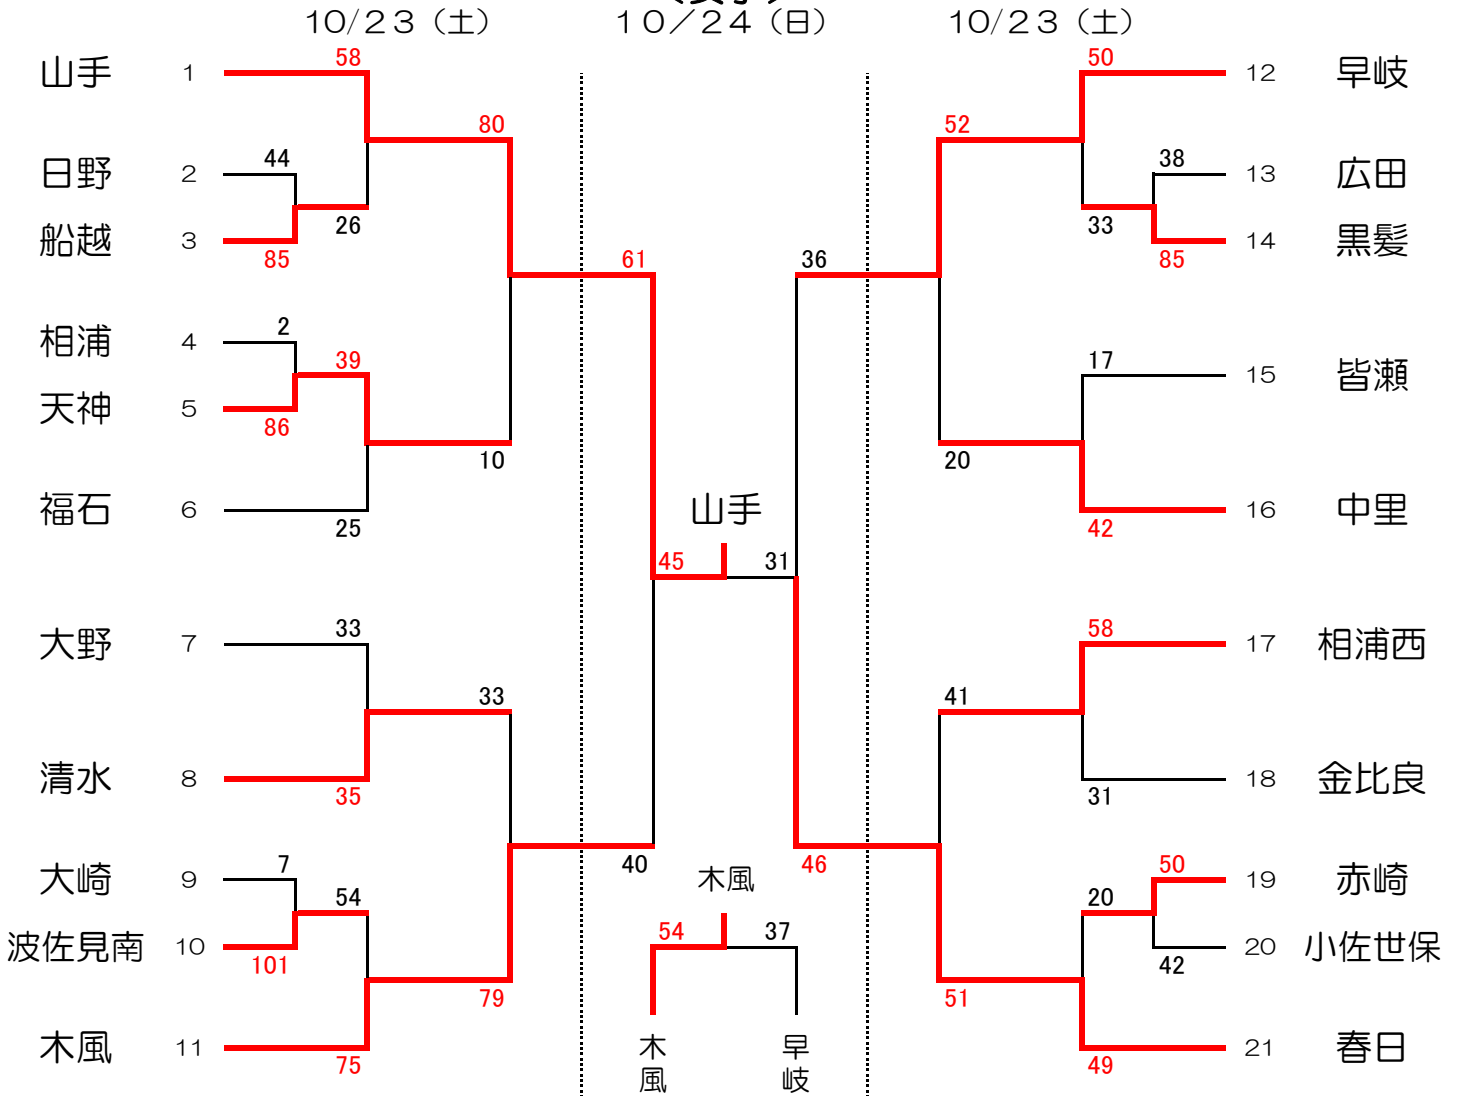 10/23（土）
10／24（日）
10/23（土）
山手 1 58
日野 2 44
船越 3 85
26
80
相浦 4 2
天神 5 86
39
福石 6 25
10
61
大野 7 33
清水 8 35
33
大崎 9 7
波佐見南 10 101
54
木風 11 75
79
40
山手
45 31
木風
54 37
木風
早岐
50 12 早岐
38 13 広田
85 14 黒髪
33
52
17 15 皆瀬
42 16 中里
20
36
58 17 相浦西
31 18 金比良
41
50 19 赤崎
42 20 小佐世保
20
49 21 春日
51
46